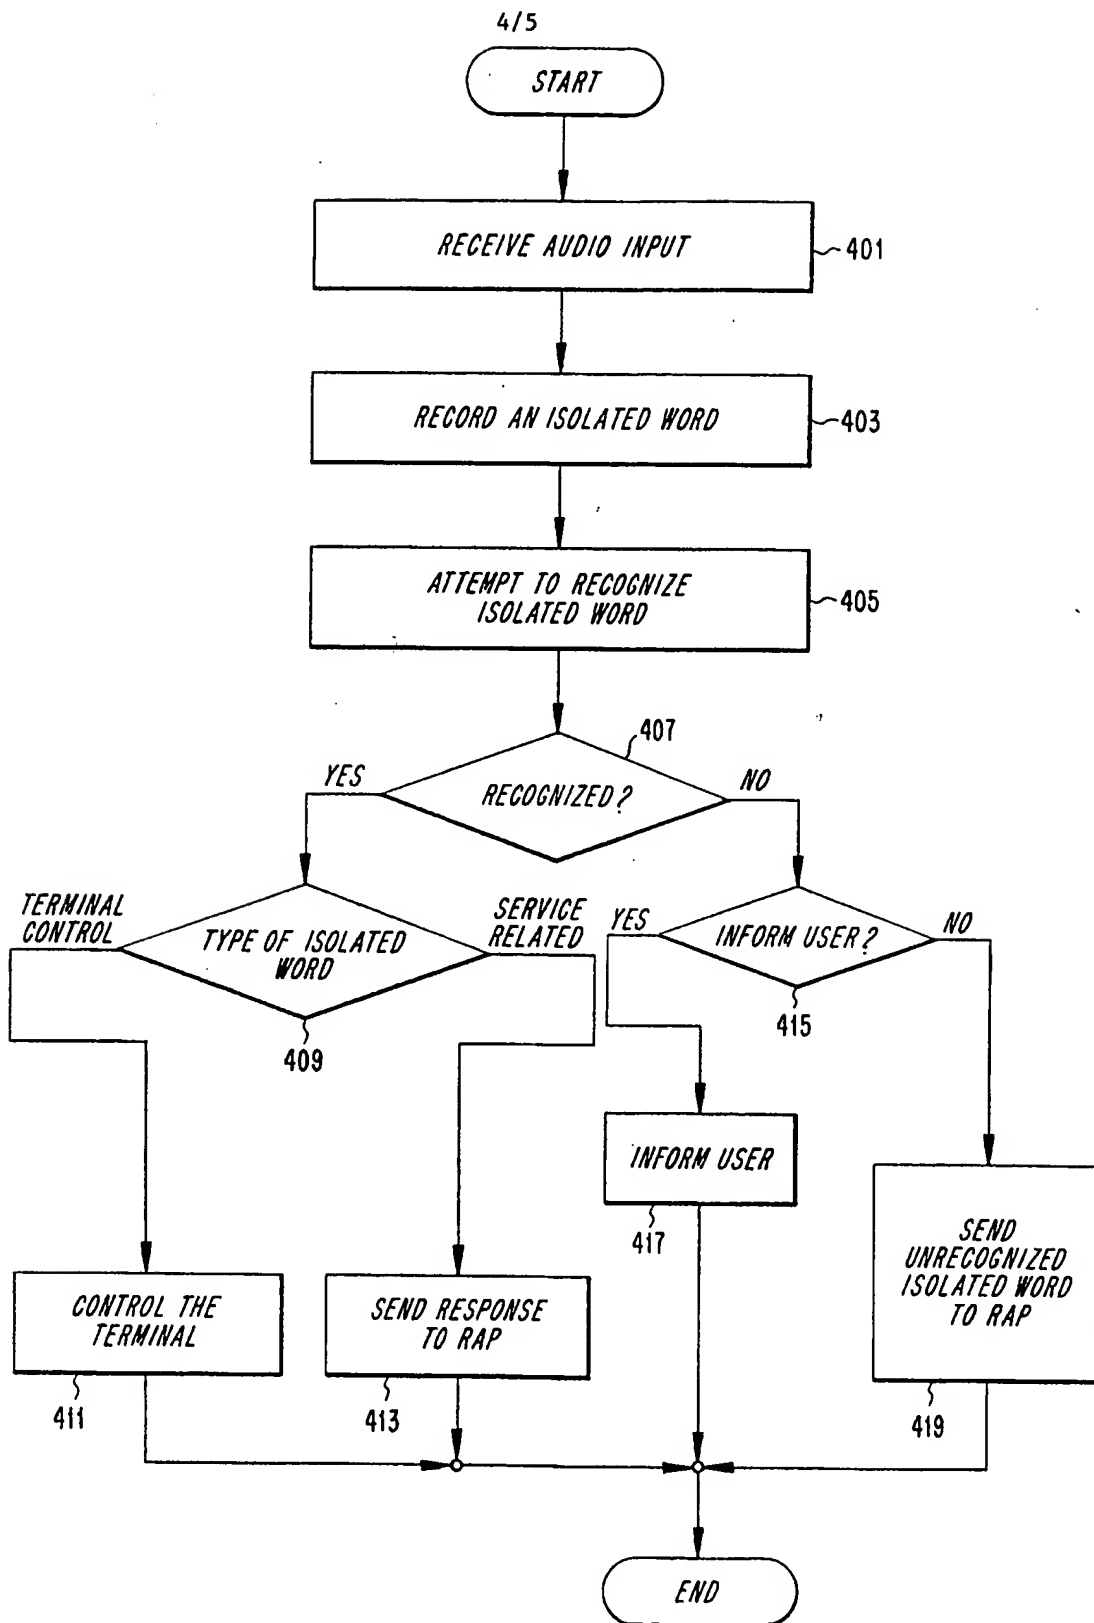 4/5
START
RECEIVE AUDIO INPUT
401
RECORD AN ISOLATED WORD
403
ATTEMPT TO RECOGNIZE
ISOLATED WORD
405
407
YES
NO
RECOGNIZED?
TERMINAL
CONTROL
SERVICE
RELATED
TYPE OF ISOLATED
WORD
409
YES
NO
INFORM USER?
415
INFORM USER
417
SEND
UNRECOGNIZED
ISOLATED WORD
TO RAP
419
CONTROL THE
TERMINAL
411
SEND RESPONSE
TO RAP
413
END